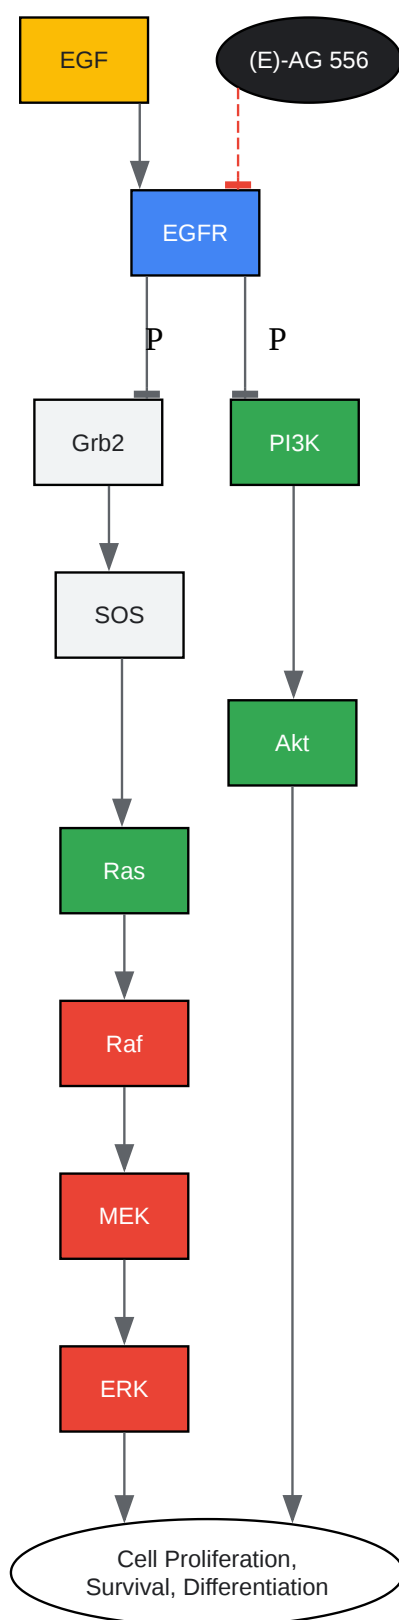 EGF
(E)-AG 556
EGFR
P
P
Grb2
PI3K
SOS
Akt
Ras
Raf
MEK
ERK
Cell Proliferation,
Survival, Differentiation